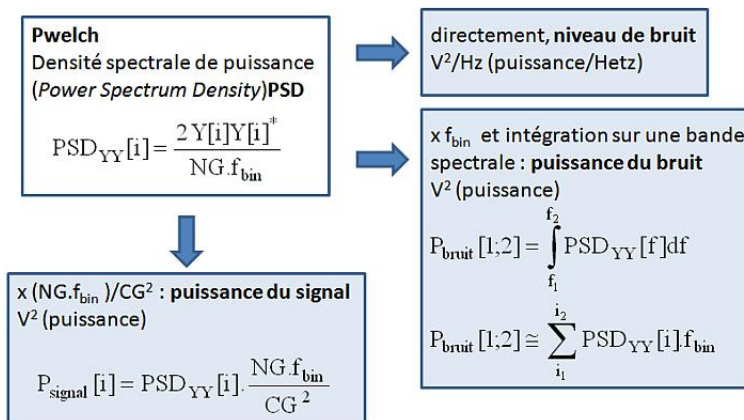 Pwelch
Densité spectrale de puissance
(Power Spectrum Density)PSD
PSD_YY[i] = 2 Y[i]Y[i]* / NG.f_bin
directement, niveau de bruit
V²/Hz (puissance/Hetz)
x f_bin et intégration sur une bande
spectrale : puissance du bruit
V² (puissance)
P_bruit [1;2] = ∫_{f₁}^{f₂} PSD_YY[f]df
P_bruit [1;2] ≅ ∑_{i₁}^{i₂} PSD_YY[i].f_bin
x (NG.f_bin )/CG² : puissance du signal
V² (puissance)
P_signal[i] = PSD_YY[i]. NG.f_bin / CG²